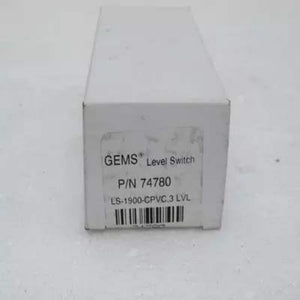 GEMS® Level Switch
P/N 74780
LS-1900-CPVC,3 LVL